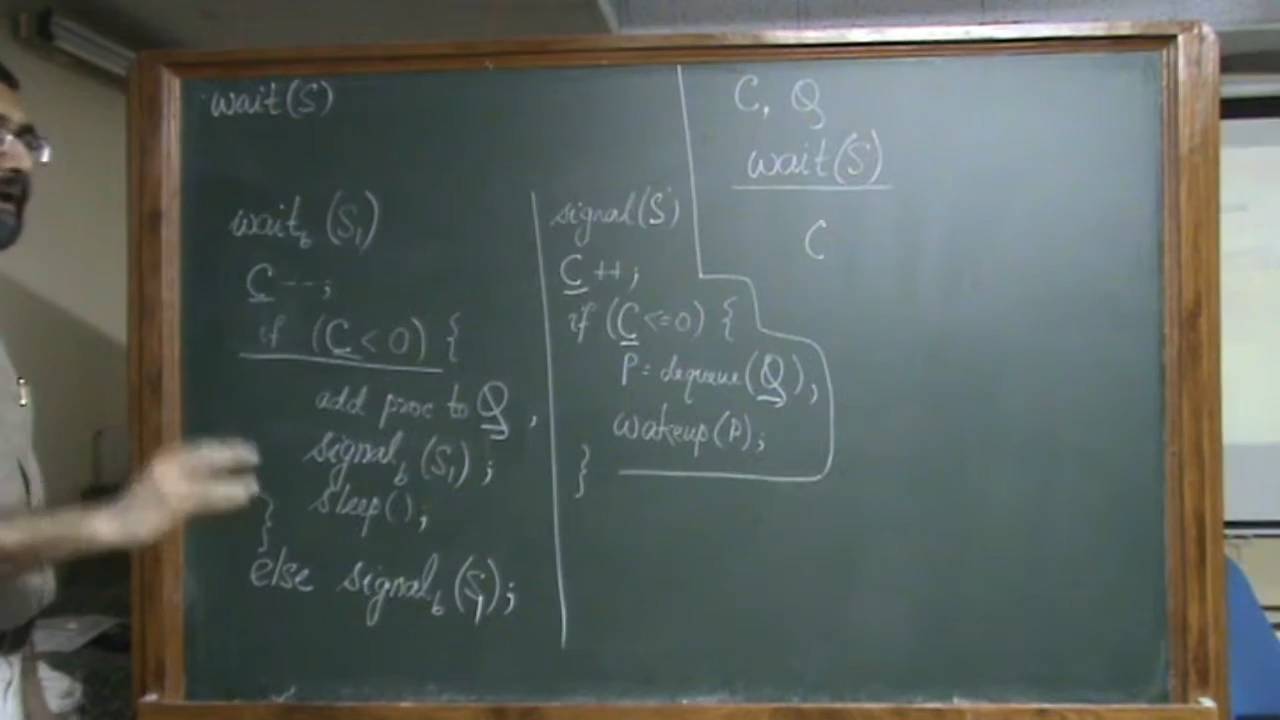 wait(S)
wait_b (S_1)
C--;
if (C<0) {
add proc to Q,
signal_b (S_1);
sleep();
}
else signal_b (S_1);
signal(S)
C++;
if (C<=0) {
P=dequeue(Q);
wakeup(P);
}
C, Q
wait(S)
C